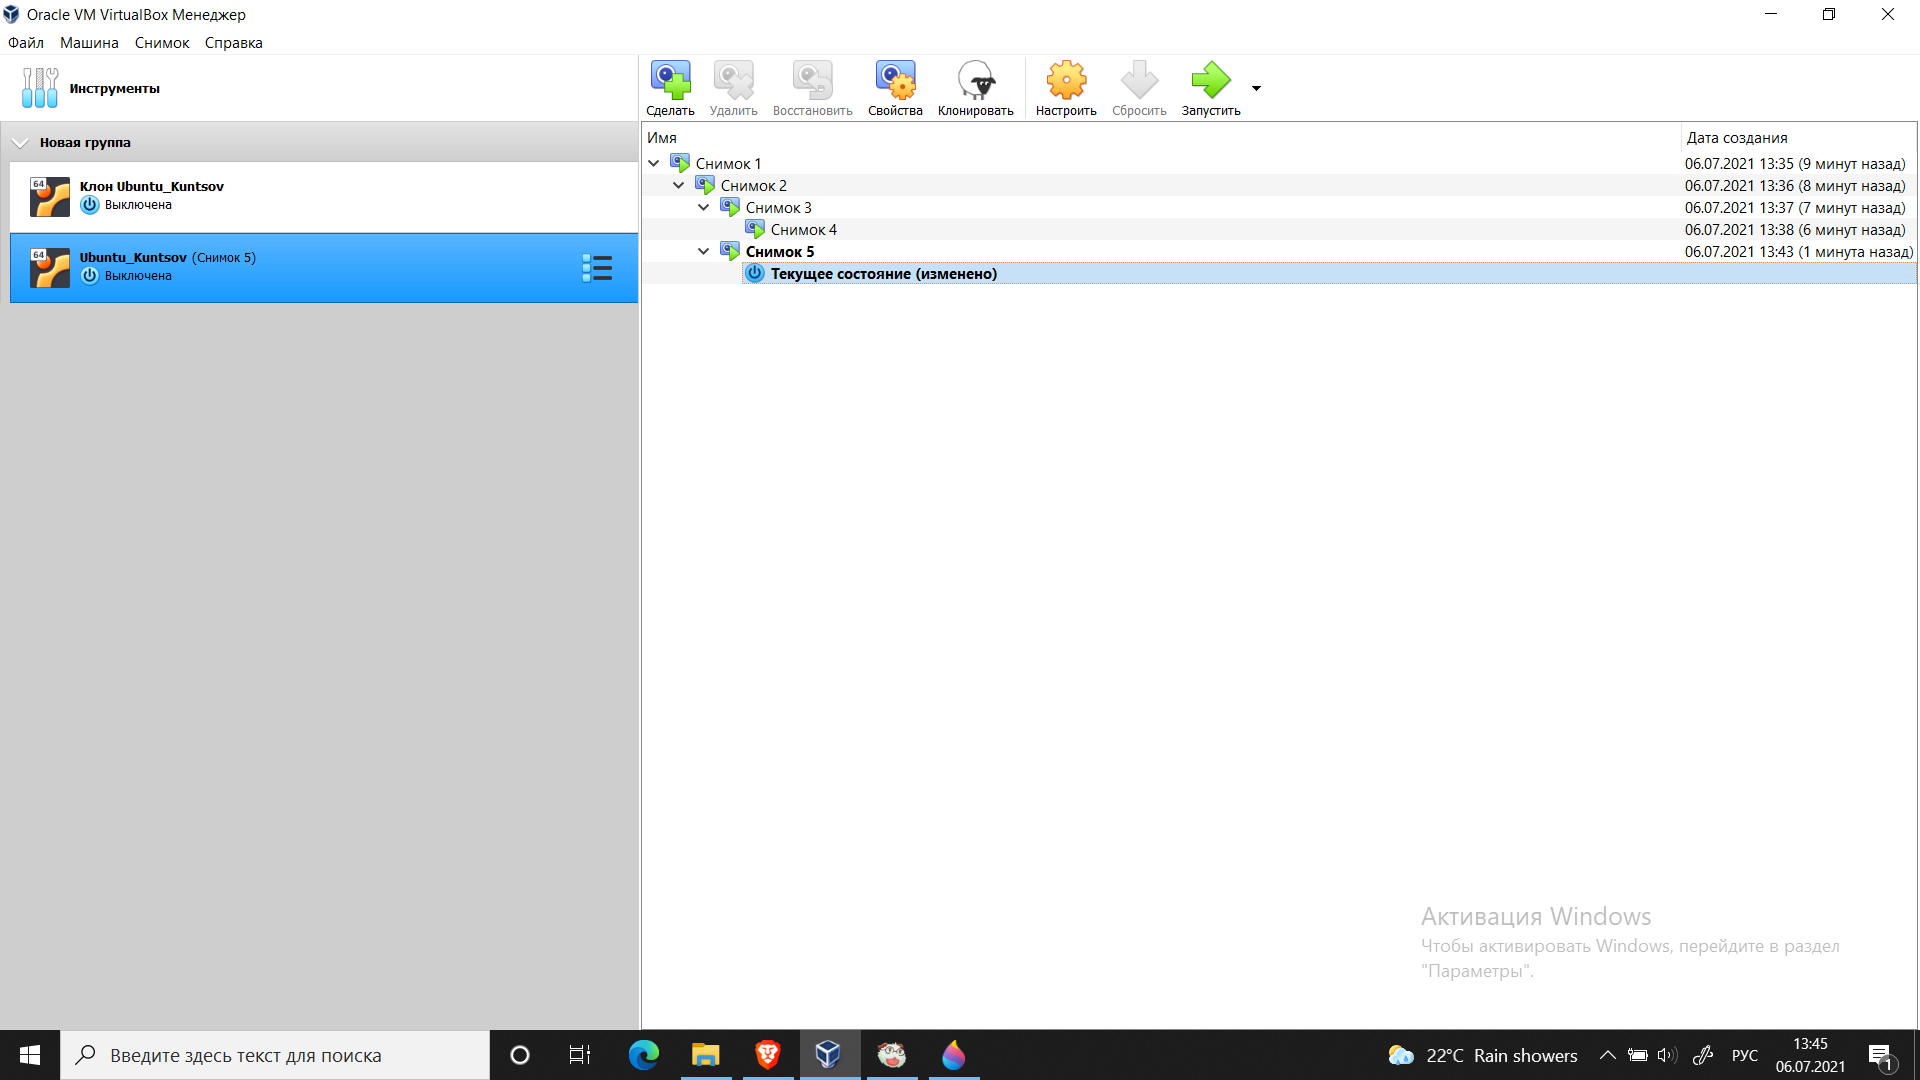 Oracle VM VirtualBox Менеджер
Файл Машина Снимок Справка
Инструменты
Сделать Удалить Восстановить Свойства Клонировать Настроить Сбросить Запустить
Новая группа
64
Клон Ubuntu_Kuntsov
Выключена
64
Ubuntu_Kuntsov (Снимок 5)
Выключена
Имя Дата создания
Снимок 1 06.07.2021 13:35 (9 минут назад)
Снимок 2 06.07.2021 13:36 (8 минут назад)
Снимок 3 06.07.2021 13:37 (7 минут назад)
Снимок 4 06.07.2021 13:38 (6 минут назад)
Снимок 5 06.07.2021 13:43 (1 минута назад)
Текущее состояние (изменено)
Активация Windows
Чтобы активировать Windows, перейдите в раздел
"Параметры".
Введите здесь текст для поиска
22°C Rain showers
РУС
13:45
06.07.2021
1